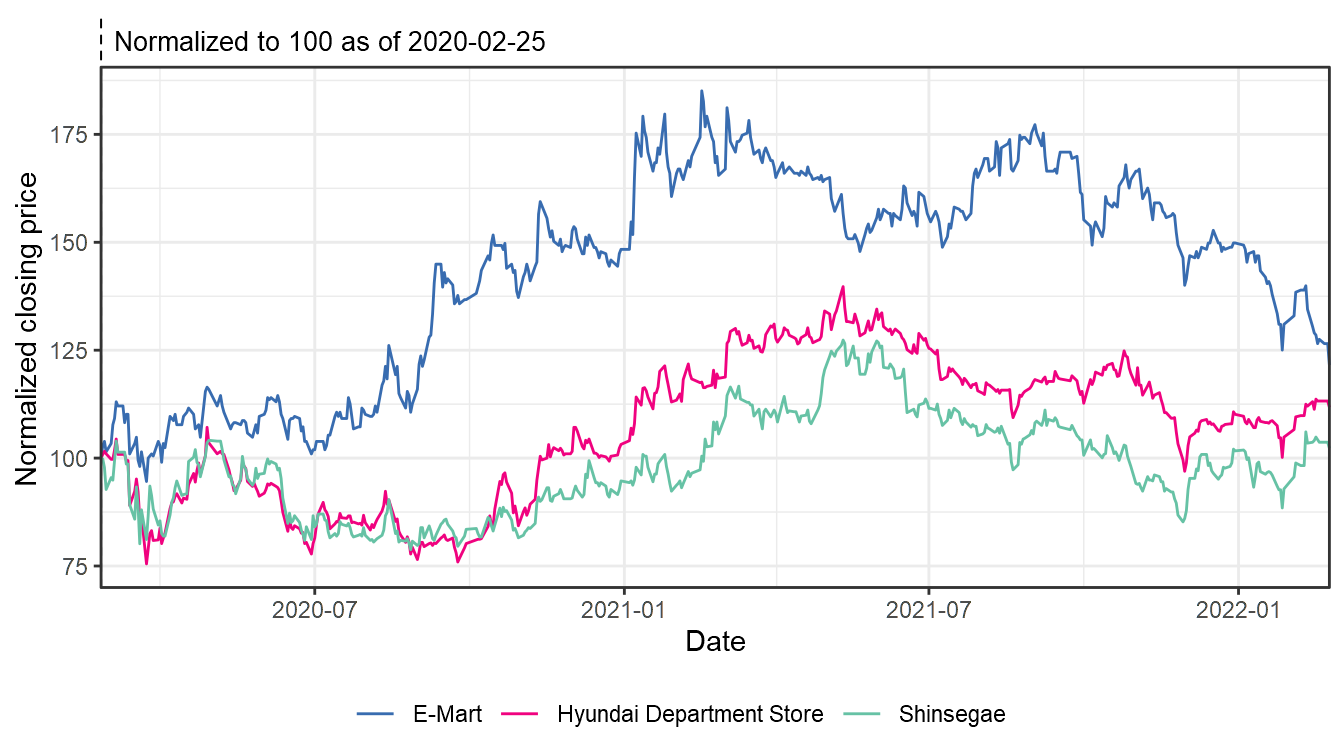 Normalized to 100 as of 2020-02-25
Normalized closing price
175
150
125
100
75
2020-07 2021-01 2021-07 2022-01
Date
E-Mart Hyundai Department Store Shinsegae